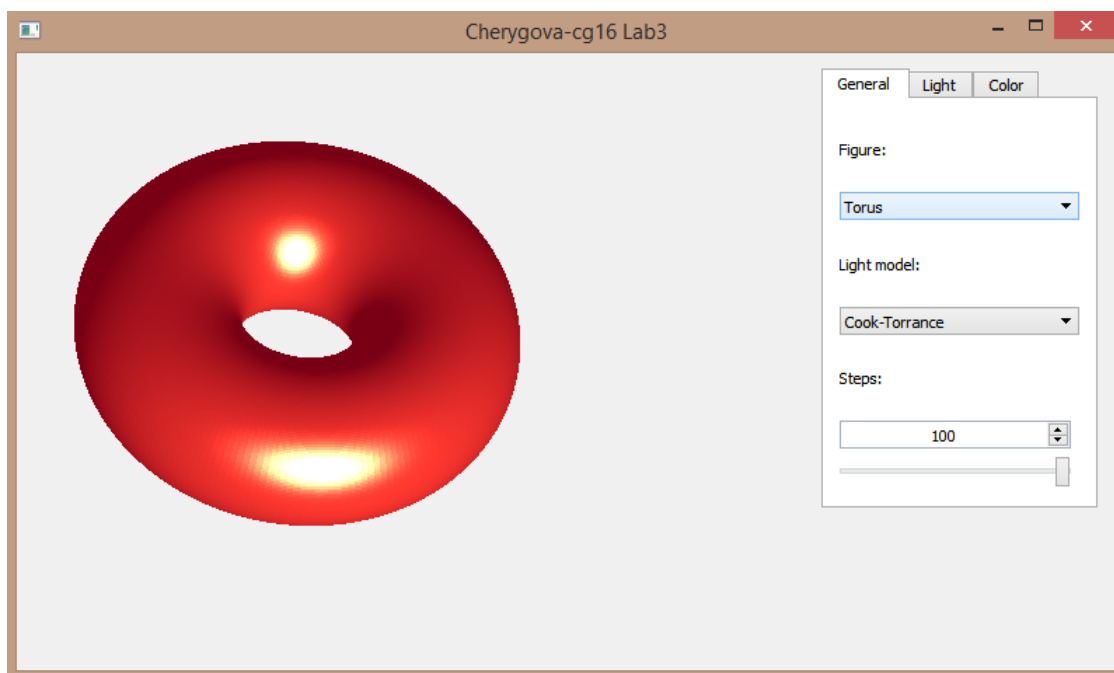 Cherygova-cg16 Lab3
General Light Color
Figure:
Torus
Light model:
Cook-Torrance
Steps:
100